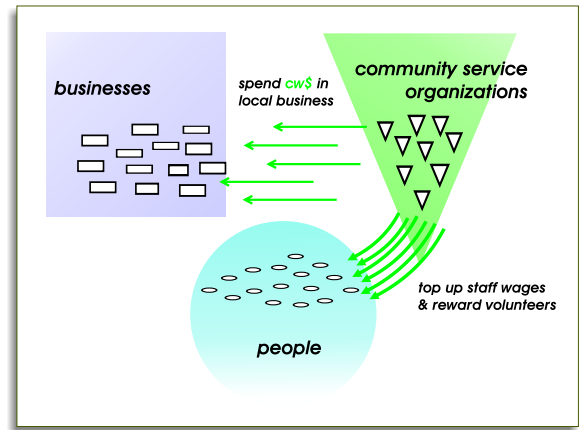 businesses
spend cw$ in
local business
community service
organizations
top up staff wages
& reward volunteers
people